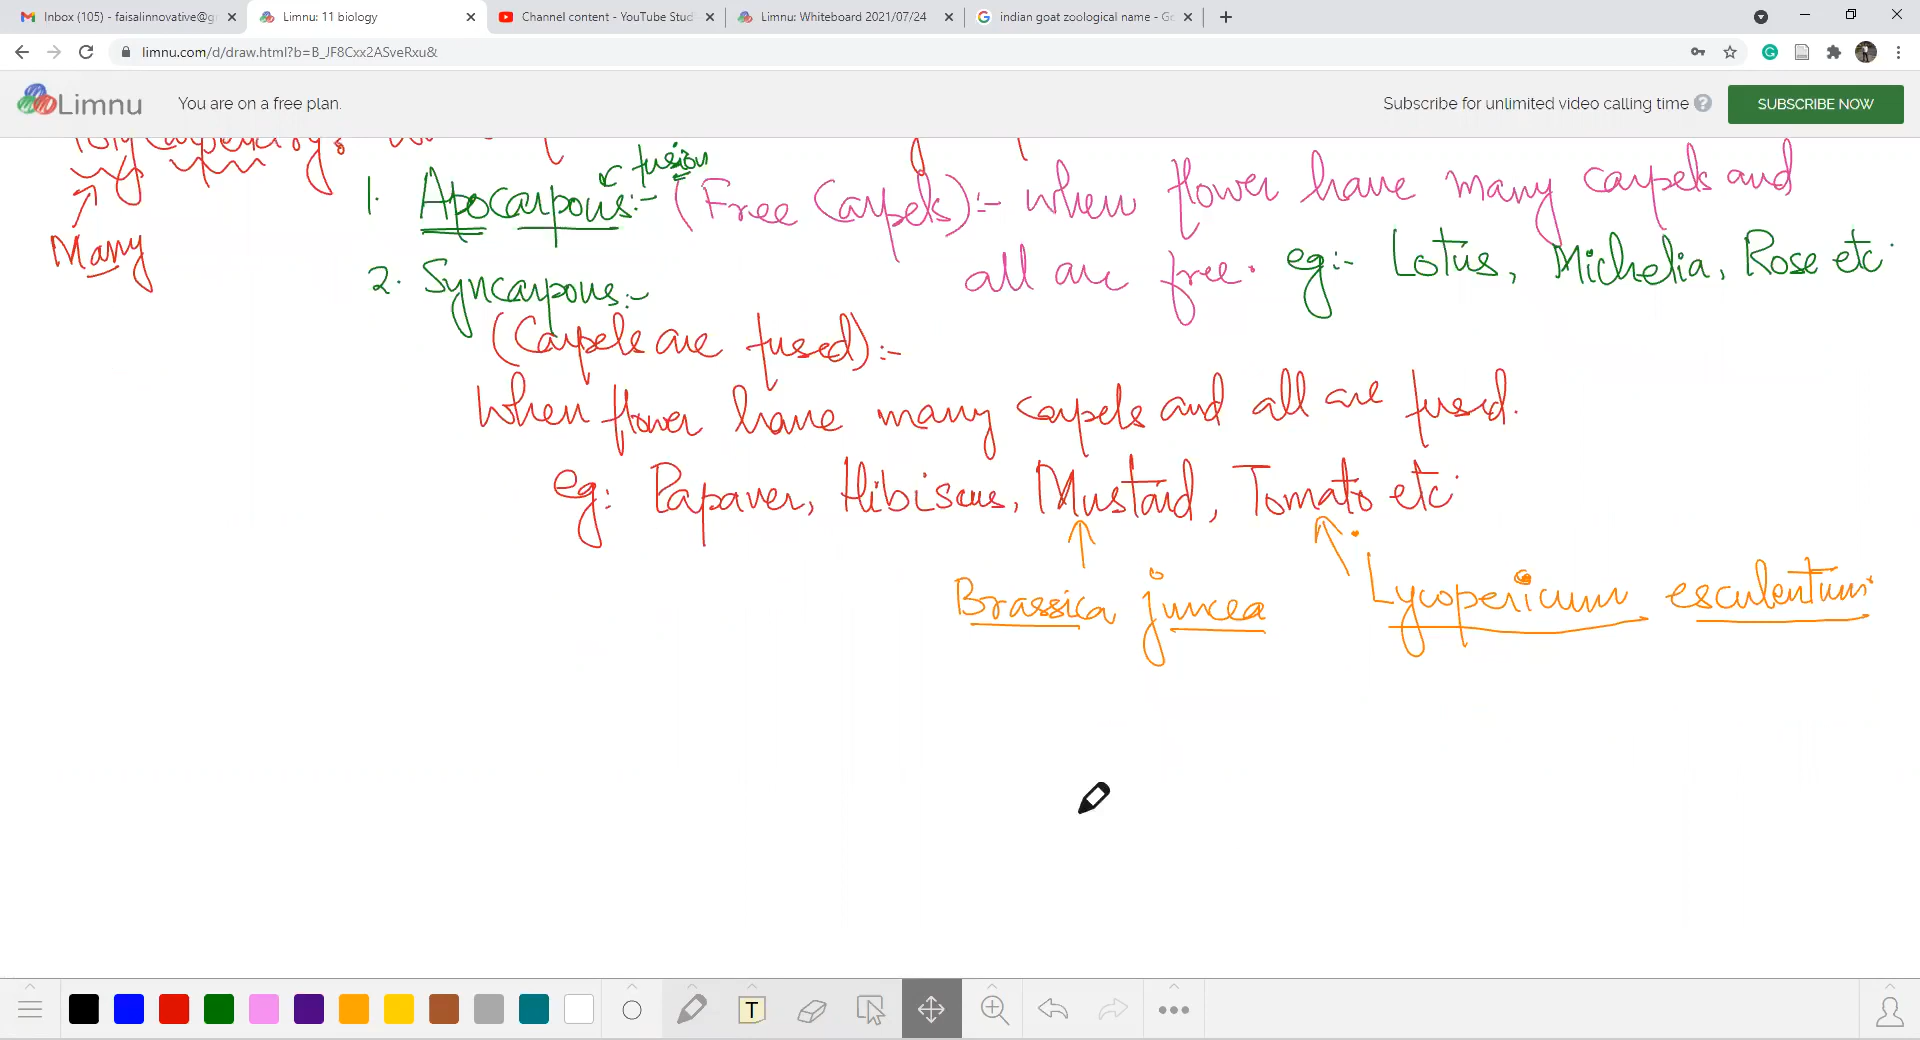 Inbox (105) - faisalinnovative@g
Limnu: 11 biology
Channel content - YouTube Stud
Limnu: Whiteboard 2021/07/24
indian goat zoological name - Go
limnu.com/d/draw.html?b=B_JF8Cxx2ASveRxu&
Limnu
You are on a free plan.
Subscribe for unlimited video calling time ?
SUBSCRIBE NOW
fusion
1. Apocarpous:- (Free Carpels):- when flower have many carpels and
Many
all are free. eg:- Lotus, Michelia, Rose etc
2. Syncarpous:-
(Carpels are fused):-
When flower have many carpels and all are fused.
eg: Papaver, Hibiscus, Mustard, Tomato etc
Brassica juncea
Lycopersicum esculentum
T